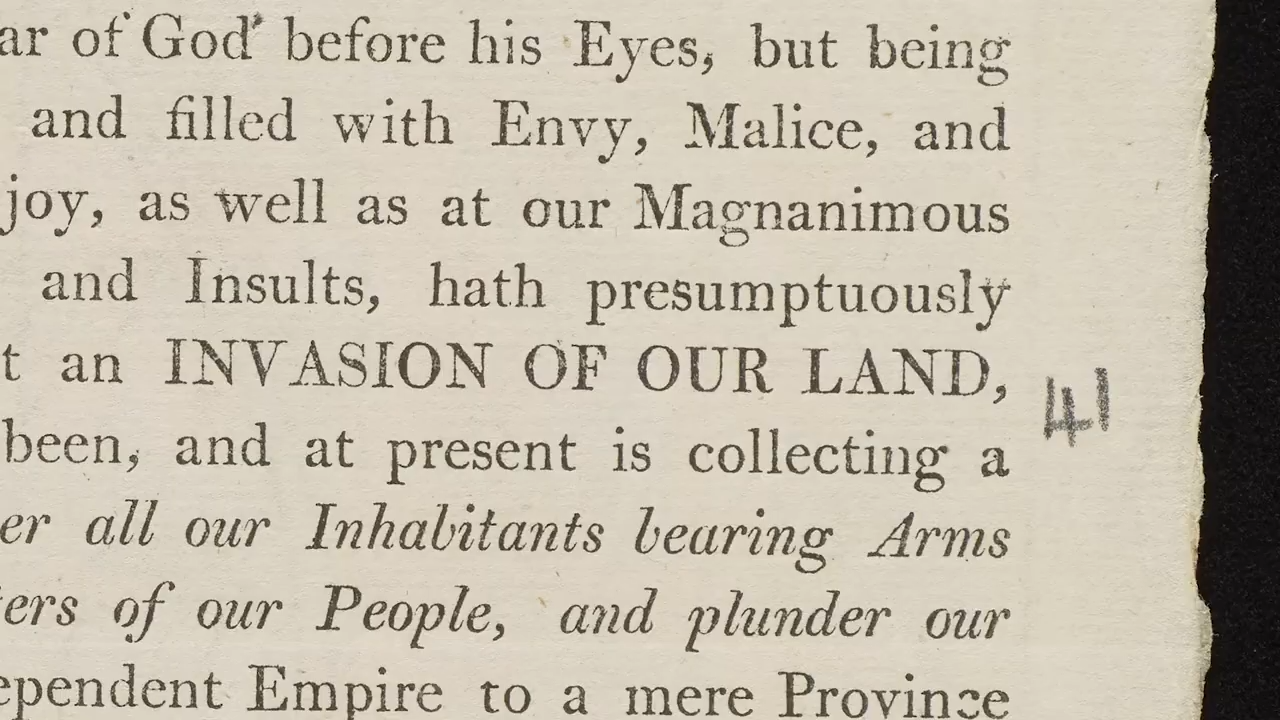 ar of God before his Eyes, but being
and filled with Envy, Malice, and
joy, as well as at our Magnanimous
and Insults, hath presumptuously
t an INVASION OF OUR LAND,
41
been, and at present is collecting a
er all our Inhabitants bearing Arms
ers of our People, and plunder our
ependent Empire to a mere Province